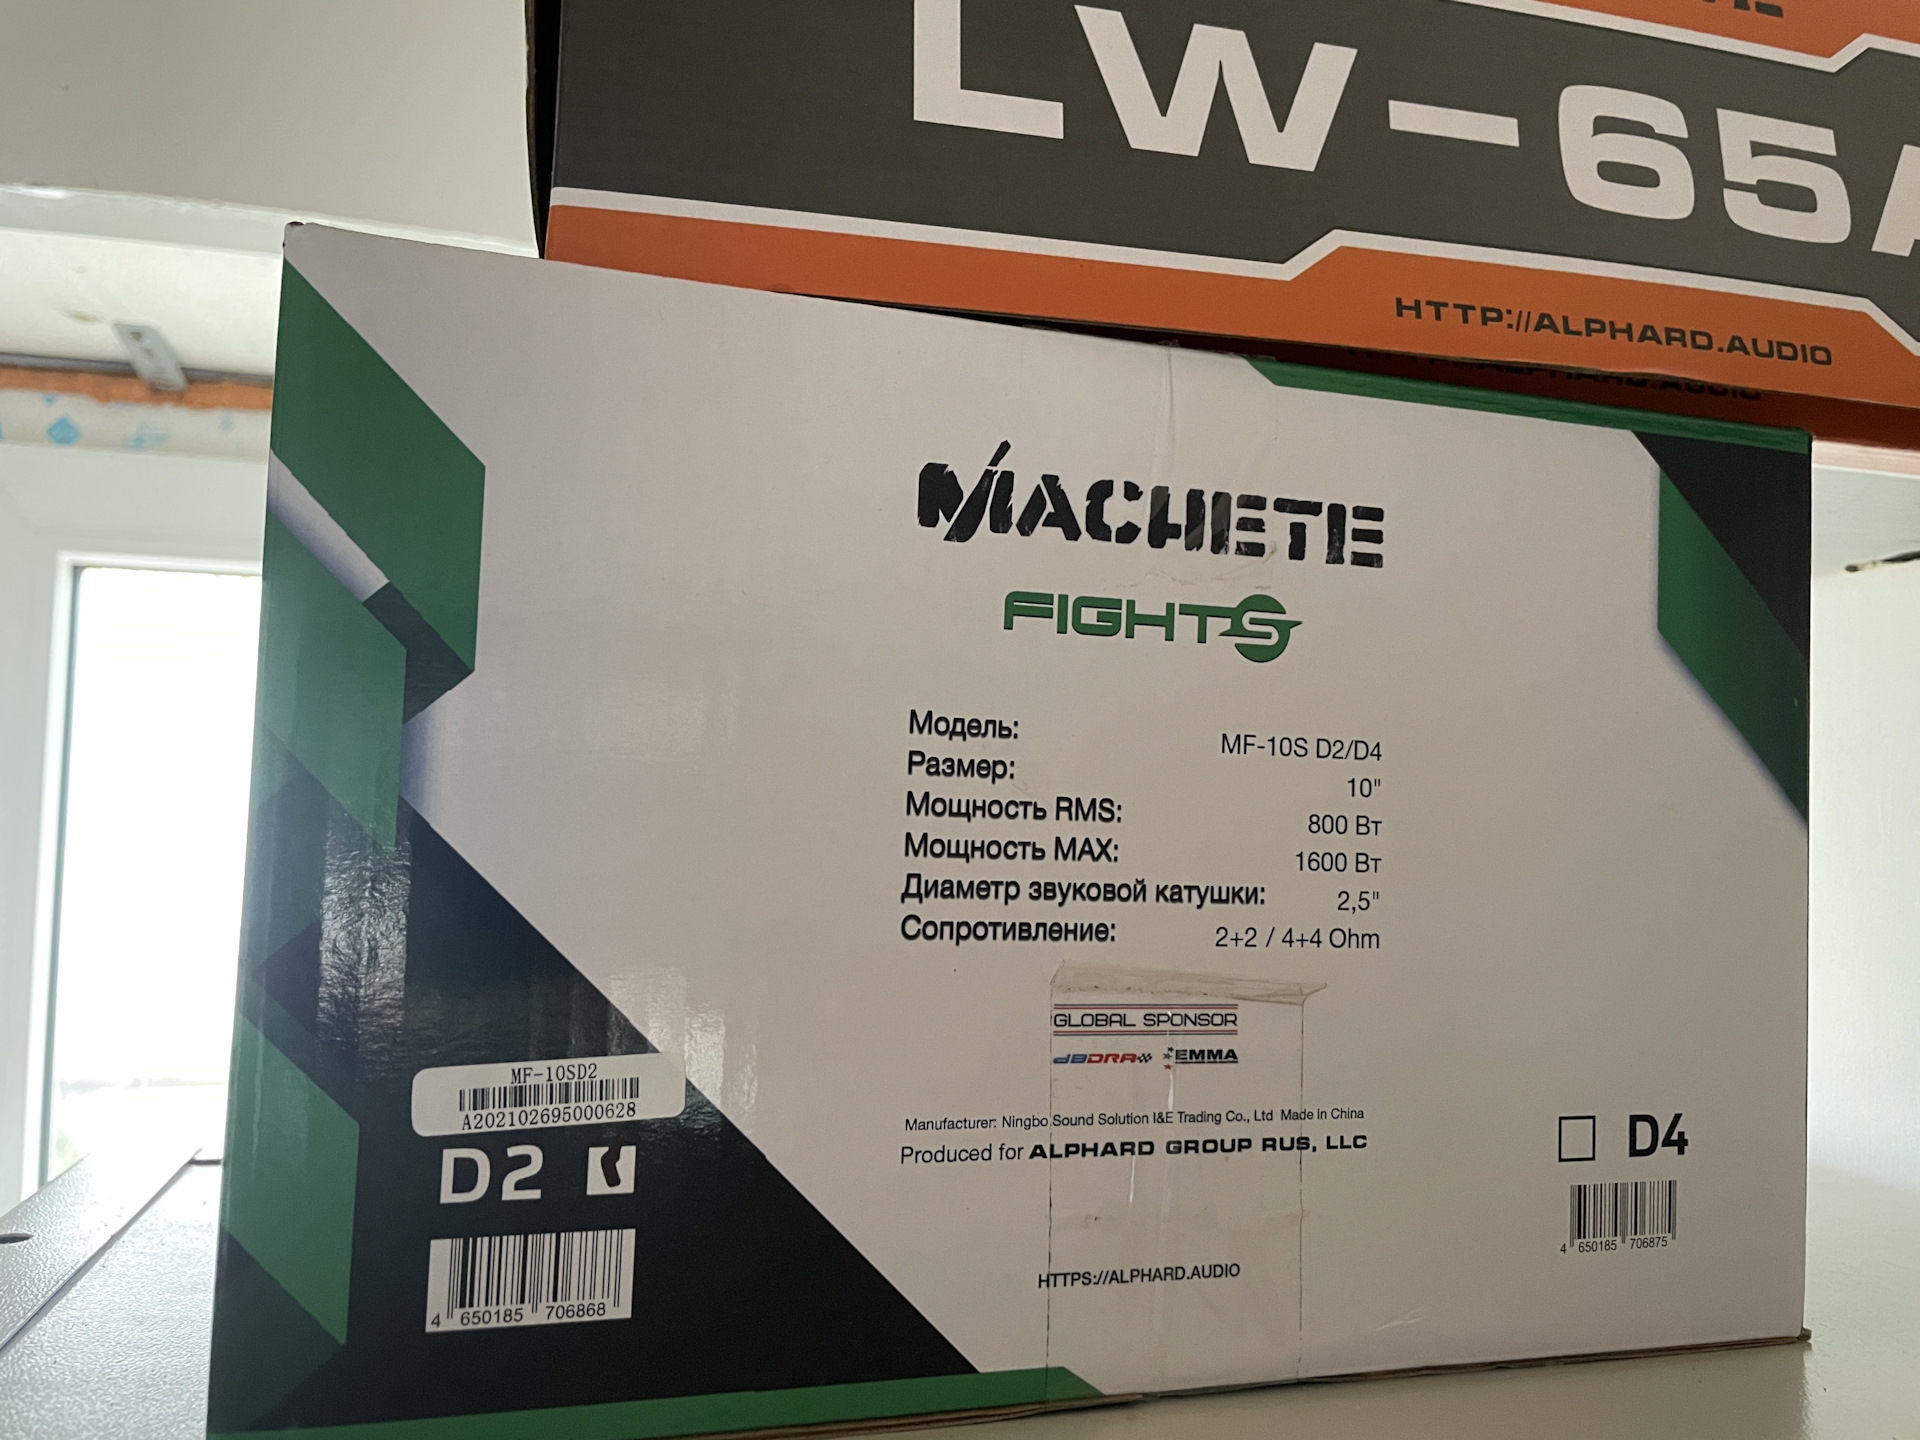 LW-65A
HTTP://ALPHARD.AUDIO
MACHETE
FIGHTS
Модель: MF-10S D2/D4
Размер: 10"
Мощность RMS: 800 Вт
Мощность MAX: 1600 Вт
Диаметр звуковой катушки: 2,5"
Сопротивление: 2+2 / 4+4 Ohm
GLOBAL SPONSOR
dBDRA EMMA
Manufacturer: Ningbo Sound Solution I&E Trading Co., Ltd Made in China
Produced for ALPHARD GROUP RUS, LLC
HTTPS://ALPHARD.AUDIO
MF-10SD2
A202102695000628
D2
4 650185 706868
D4
4 650185 706875